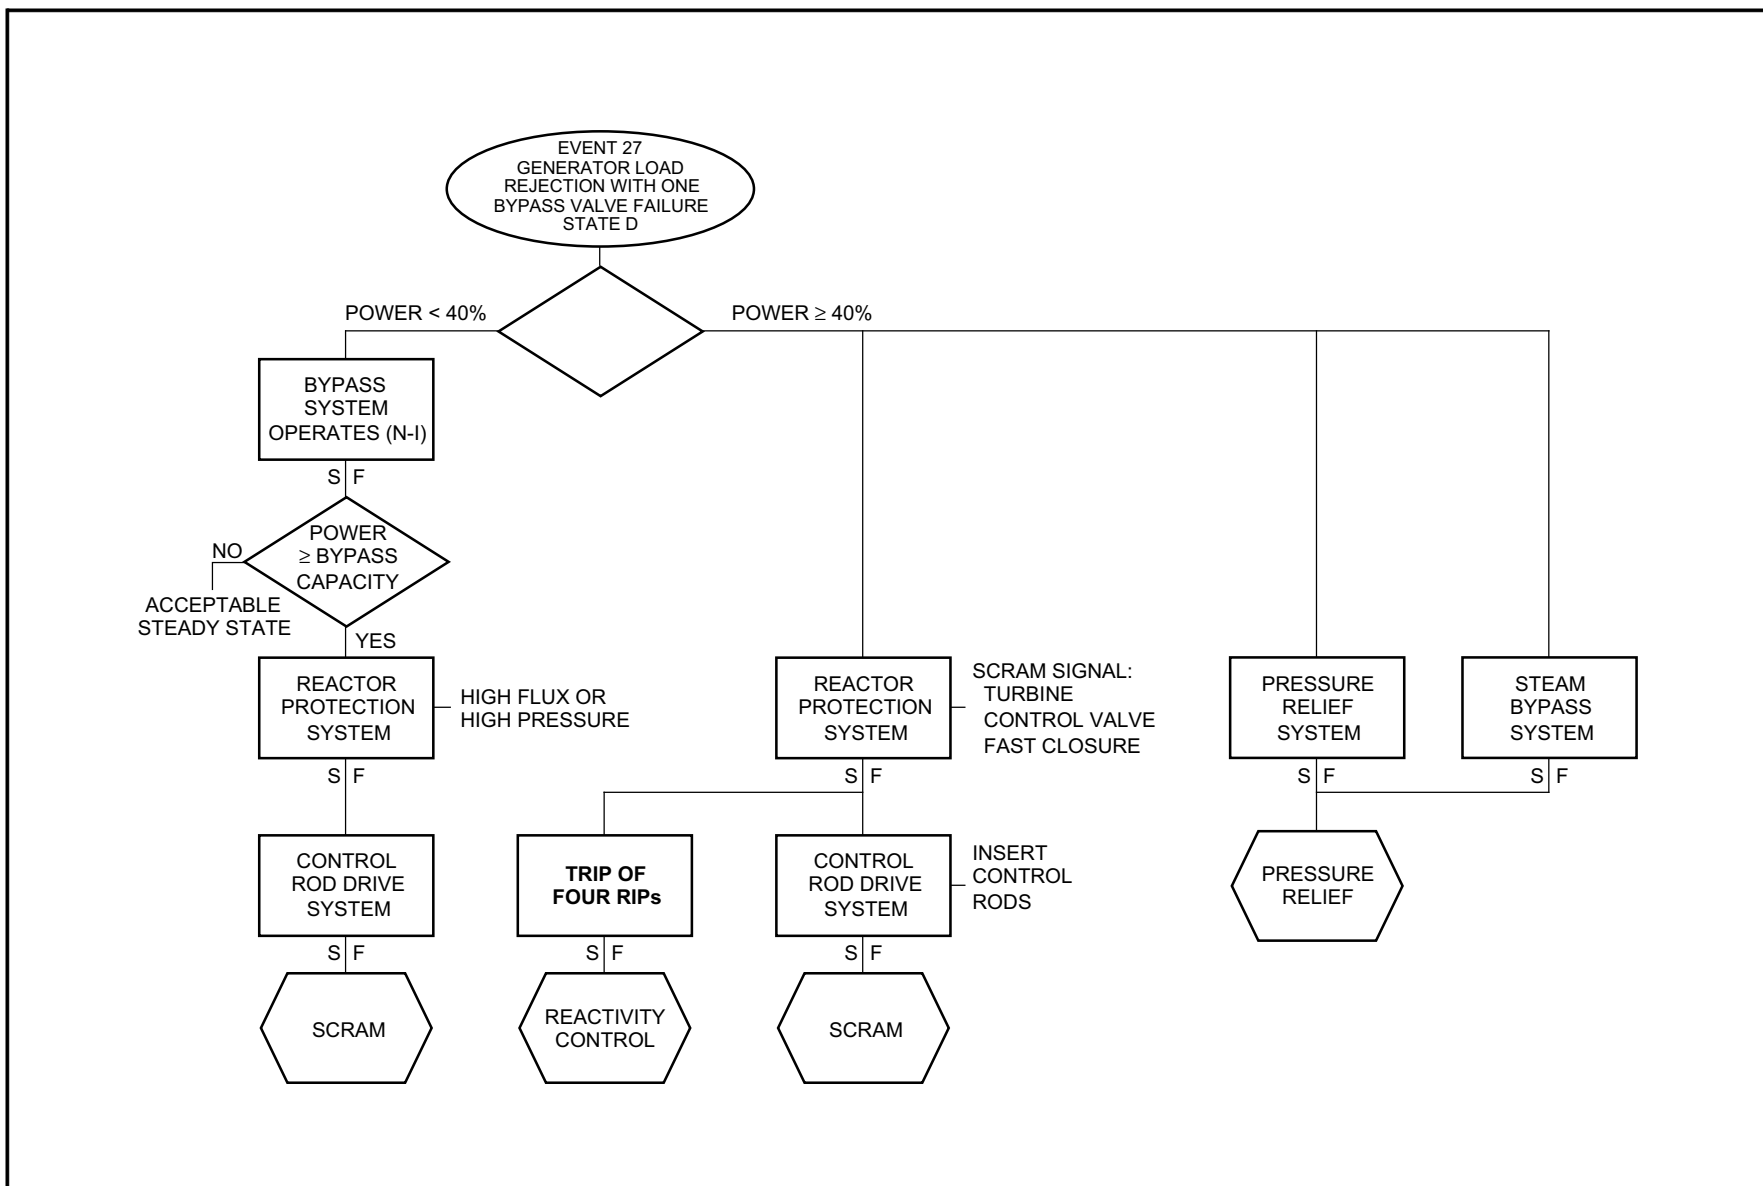 EVENT 27
GENERATOR LOAD
REJECTION WITH ONE
BYPASS VALVE FAILURE
STATE D
POWER < 40%
POWER ≥ 40%
BYPASS
SYSTEM
OPERATES (N-I)
S F
POWER
≥ BYPASS
CAPACITY
NO
ACCEPTABLE
STEADY STATE
YES
REACTOR
PROTECTION
SYSTEM
HIGH FLUX OR
HIGH PRESSURE
S F
CONTROL
ROD DRIVE
SYSTEM
S F
SCRAM
REACTOR
PROTECTION
SYSTEM
SCRAM SIGNAL:
TURBINE
CONTROL VALVE
FAST CLOSURE
S F
TRIP OF
FOUR RIPs
S F
REACTIVITY
CONTROL
CONTROL
ROD DRIVE
SYSTEM
INSERT
CONTROL
RODS
S F
SCRAM
PRESSURE
RELIEF
SYSTEM
S F
STEAM
BYPASS
SYSTEM
S F
PRESSURE
RELIEF